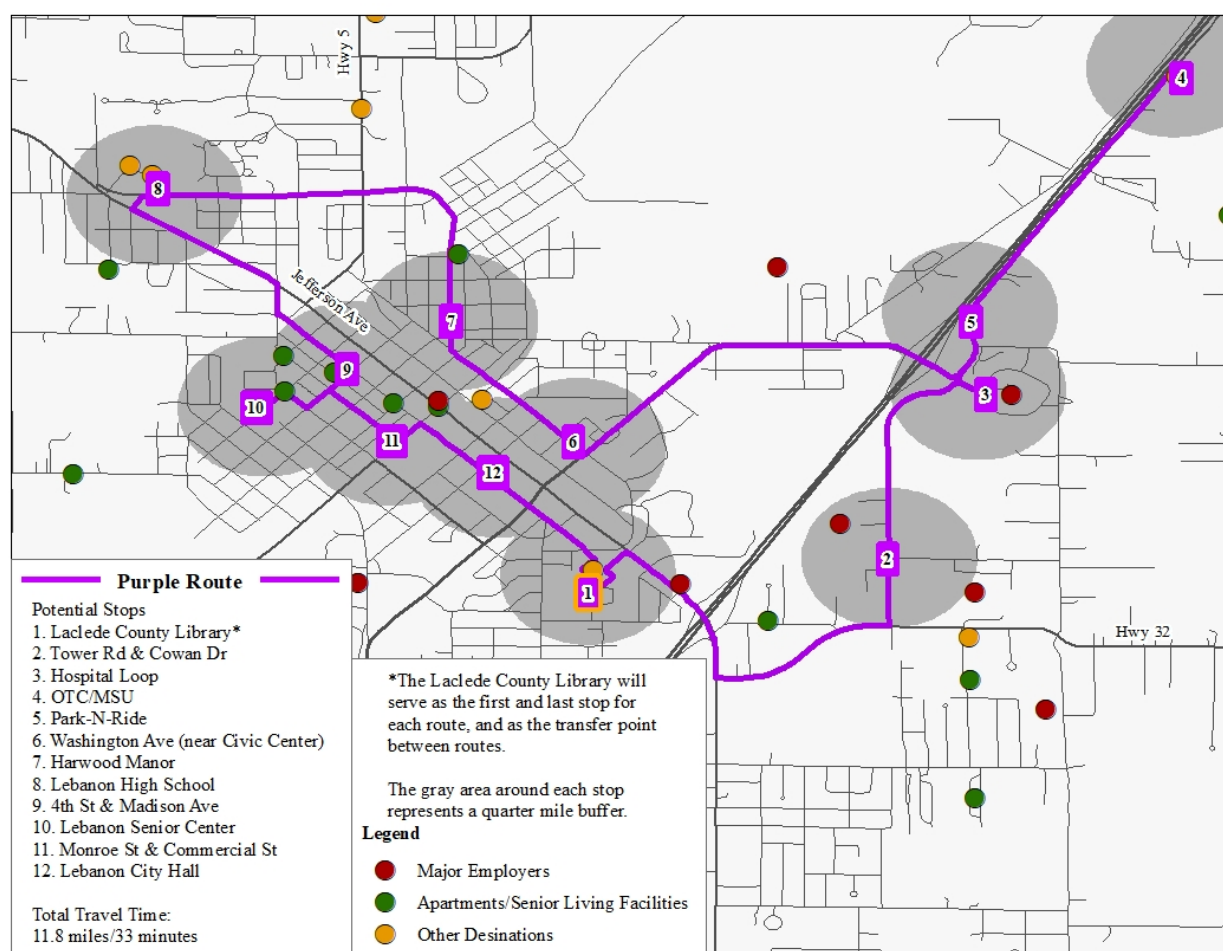 Hwy 5
4
8
Jefferson Ave
7
5
9
3
10
11
6
12
2
1
Hwy 32
Purple Route
Potential Stops
1. Laclede County Library*
2. Tower Rd & Cowan Dr
3. Hospital Loop
4. OTC/MSU
5. Park-N-Ride
6. Washington Ave (near Civic Center)
7. Harwood Manor
8. Lebanon High School
9. 4th St & Madison Ave
10. Lebanon Senior Center
11. Monroe St & Commercial St
12. Lebanon City Hall
Total Travel Time:
11.8 miles/33 minutes
*The Laclede County Library will
serve as the first and last stop for
each route, and as the transfer point
between routes.
The gray area around each stop
represents a quarter mile buffer.
Legend
Major Employers
Apartments/Senior Living Facilities
Other Desinations